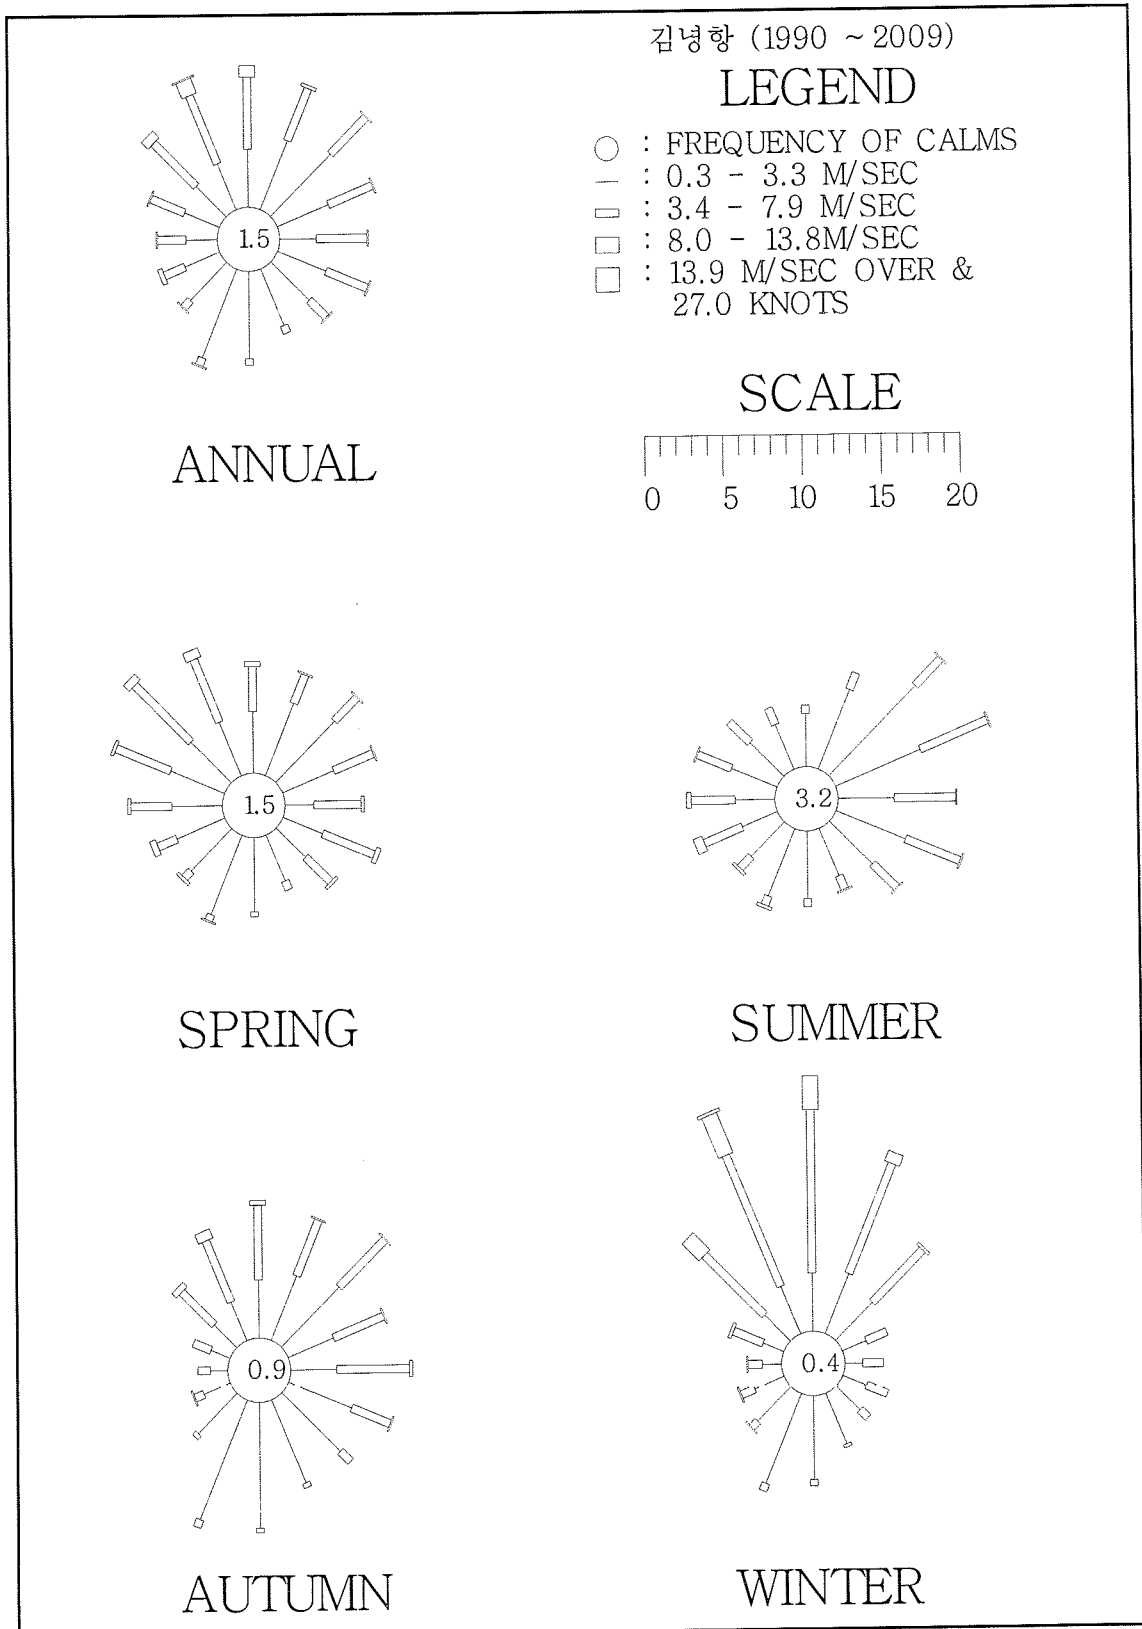 김녕항 (1990 ~ 2009)
LEGEND
: FREQUENCY OF CALMS
: 0.3 - 3.3 M/SEC
: 3.4 - 7.9 M/SEC
: 8.0 - 13.8M/SEC
: 13.9 M/SEC OVER &
27.0 KNOTS
1.5
ANNUAL
SCALE
0 5 10 15 20
1.5
SPRING
3.2
SUMMER
0.9
AUTUMN
0.4
WINTER